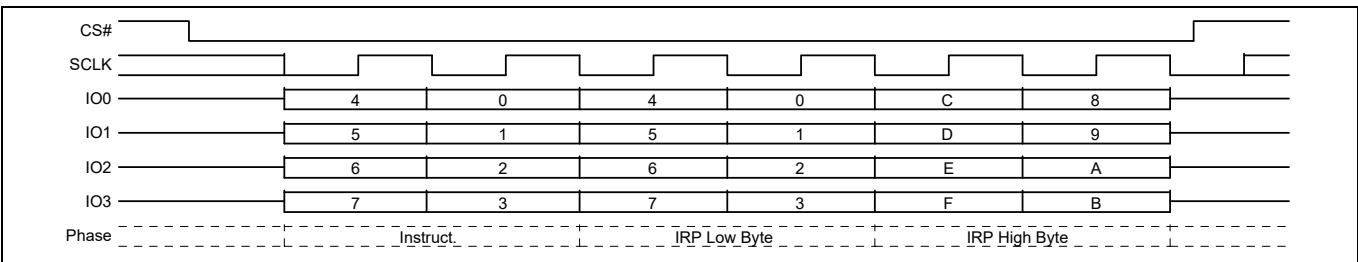 CS#
SCLK
IO0 4 0 4 0 C 8
IO1 5 1 5 1 D 9
IO2 6 2 6 2 E A
IO3 7 3 7 3 F B
Phase Instruct. IRP Low Byte IRP High Byte